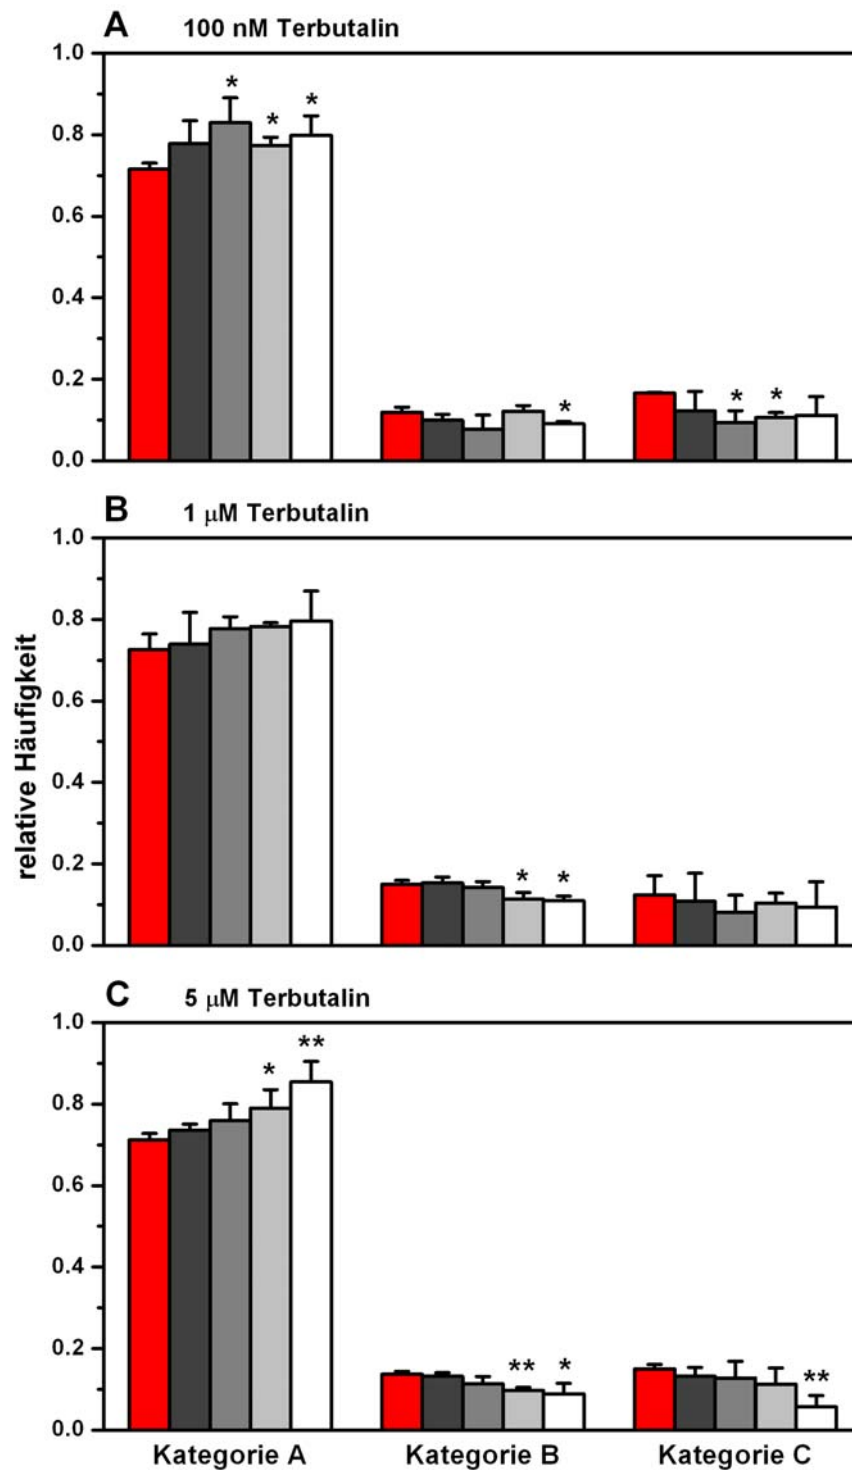 A 100 nM Terbutalin
1.0
* * *
0.8
0.6
0.4
0.2
* * *
0.0
B 1 μM Terbutalin
1.0
0.8
0.6
0.4
0.2
* *
0.0
relative Häufigkeit
C 5 μM Terbutalin
1.0
* **
0.8
0.6
0.4
0.2
** * **
0.0
Kategorie A Kategorie B Kategorie C